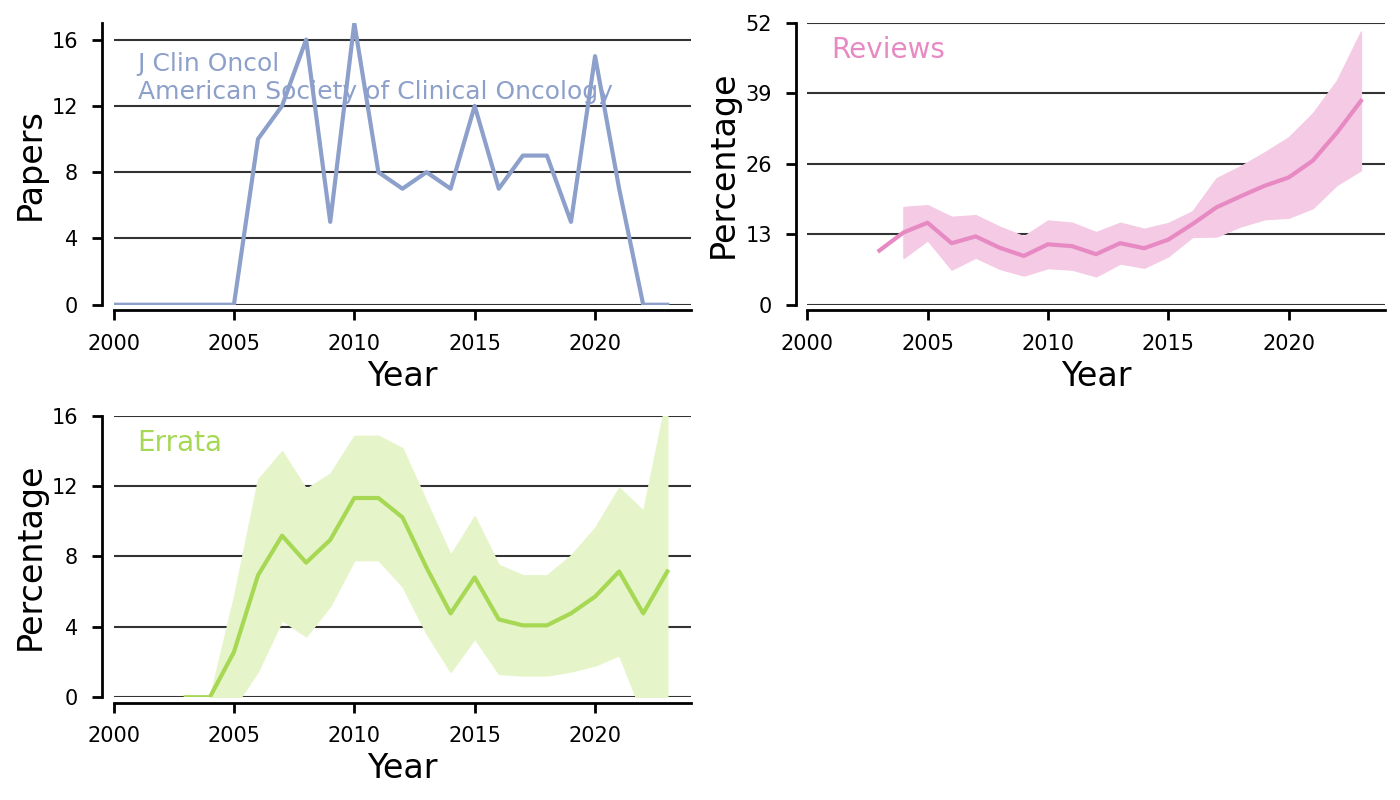 J Clin Oncol
American Society of Clinical Oncology
Papers
16
12
8
4
0
2000 2005 2010 2015 2020
Year
Reviews
Percentage
52
39
26
13
0
2000 2005 2010 2015 2020
Year
Errata
Percentage
16
12
8
4
0
2000 2005 2010 2015 2020
Year